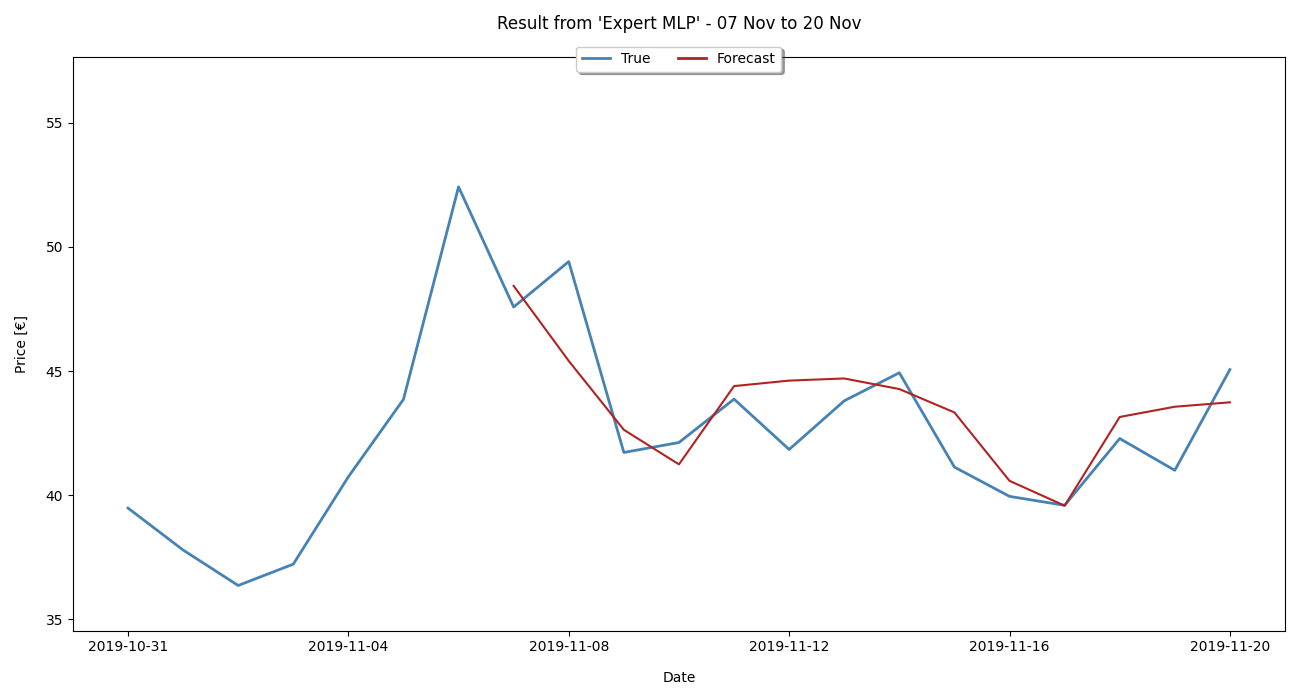 Result from 'Expert MLP' - 07 Nov to 20 Nov
True Forecast
55
50
45
40
35
Price [€]
2019-10-31 2019-11-04 2019-11-08 2019-11-12 2019-11-16 2019-11-20
Date